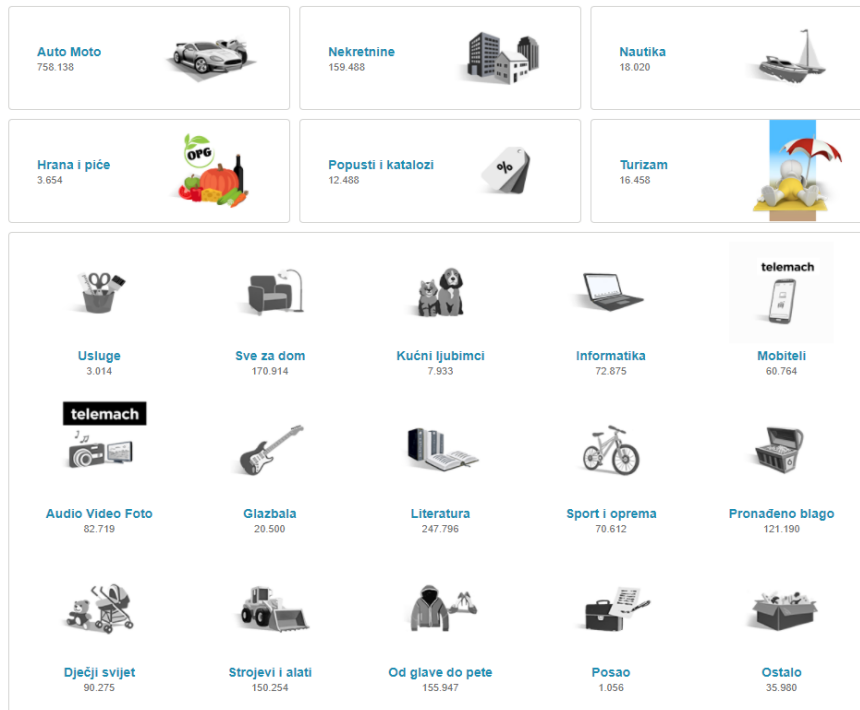 Auto Moto
758.138
Nekretnine
159.488
Nautika
18.020
Hrana i piće
3.654
OPG
Popusti i katalozi
12.488
%
Turizam
16.458
telemach
Usluge
3.014
Sve za dom
170.914
Kućni ljubimci
7.933
Informatika
72.875
Mobiteli
60.764
telemach
Audio Video Foto
82.719
Glazbala
20.500
Literatura
247.796
Sport i oprema
70.612
Pronađeno blago
121.190
Dječji svijet
90.275
Strojevi i alati
150.254
Od glave do pete
155.947
Posao
1.056
Ostalo
35.980